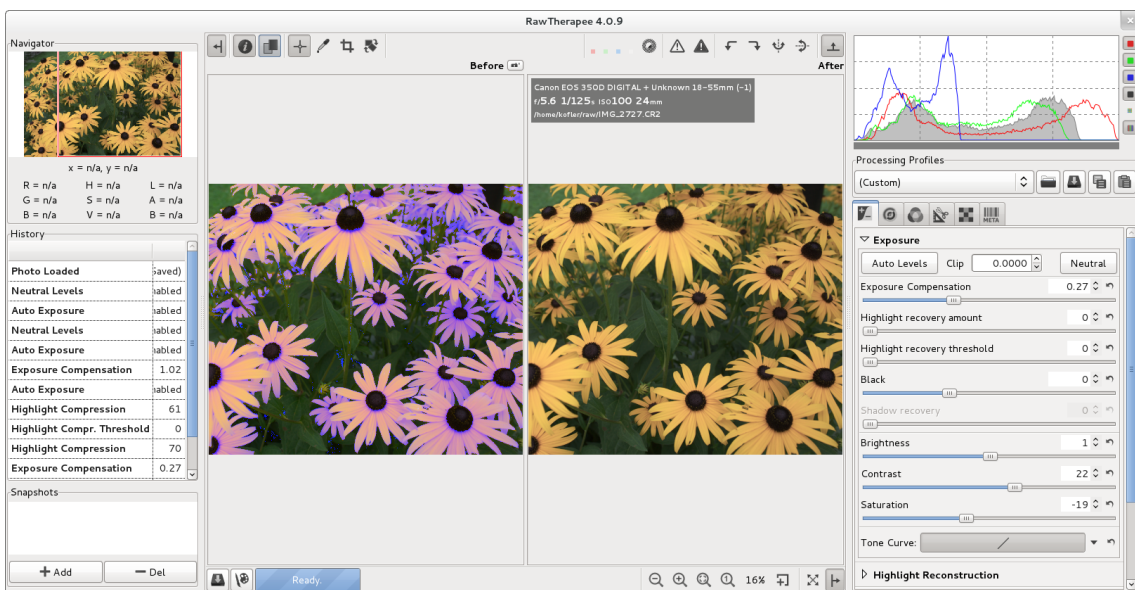 RawTherapee 4.0.9
Navigator
x = n/a, y = n/a
R = n/a H = n/a L = n/a
G = n/a S = n/a A = n/a
B = n/a V = n/a B = n/a
History
Photo Loaded
Neutral Levels
Auto Exposure
Neutral Levels
Auto Exposure
Exposure Compensation 1.02
Auto Exposure
Highlight Compression 61
Highlight Compr. Threshold 0
Highlight Compression 70
Exposure Compensation 0.27
Snapshots
Add Del
Before
After
Canon EOS 350D DIGITAL + Unknown 18-55mm (-1)
f/5.6 1/125s ISO100 24mm
/home/kofler/raw/IMG_2727.CR2
Ready.
16%
Processing Profiles
(Custom)
META
Exposure
Auto Levels Clip 0.0000 Neutral
Exposure Compensation 0.27
Highlight recovery amount 0
Highlight recovery threshold 0
Black 0
Shadow recovery 0
Brightness 1
Contrast 22
Saturation -19
Tone Curve:
Highlight Reconstruction